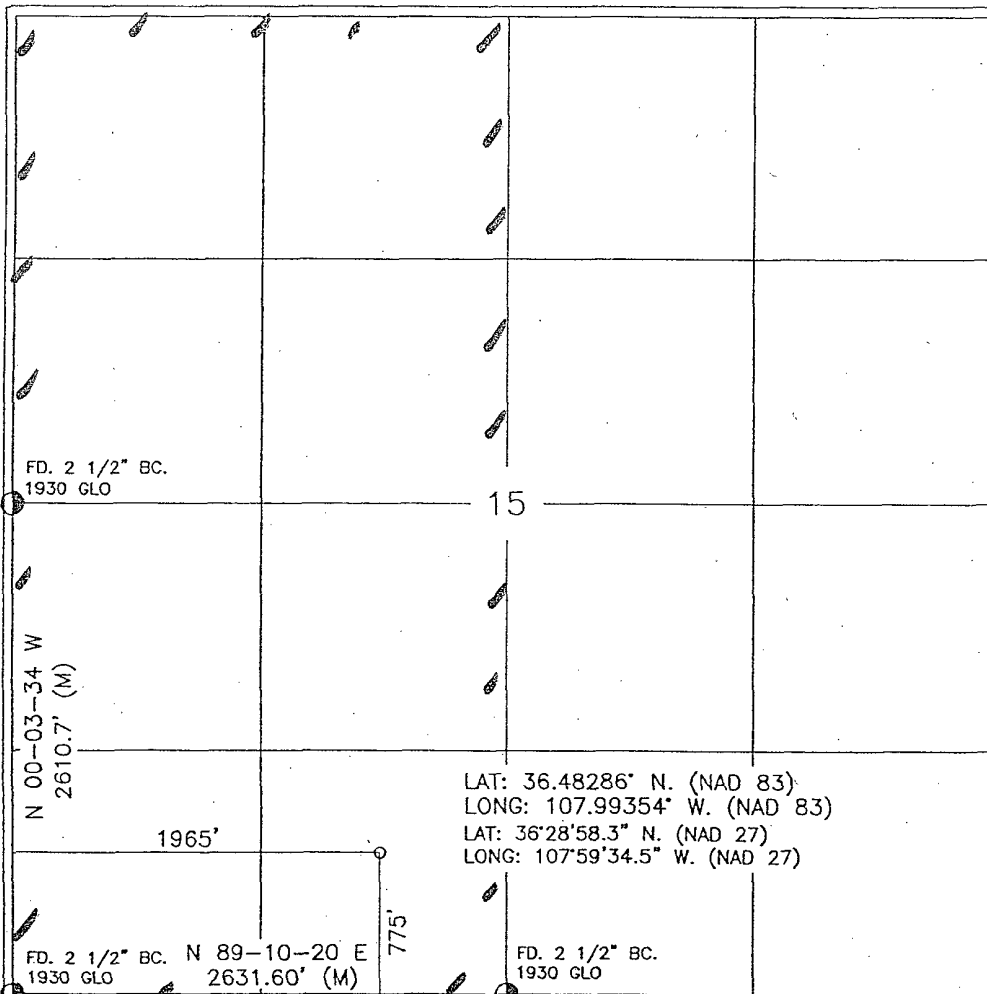 FD. 2 1/2" BC.
1930 GLO
15
N 00-03-34 W
2610.7' (M)
LAT: 36.48286° N. (NAD 83)
LONG: 107.99354° W. (NAD 83)
LAT: 36°28'58.3" N. (NAD 27)
LONG: 107°59'34.5" W. (NAD 27)
1965'
775'
FD. 2 1/2" BC.
1930 GLO
N 89-10-20 E
2631.60' (M)
FD. 2 1/2" BC.
1930 GLO